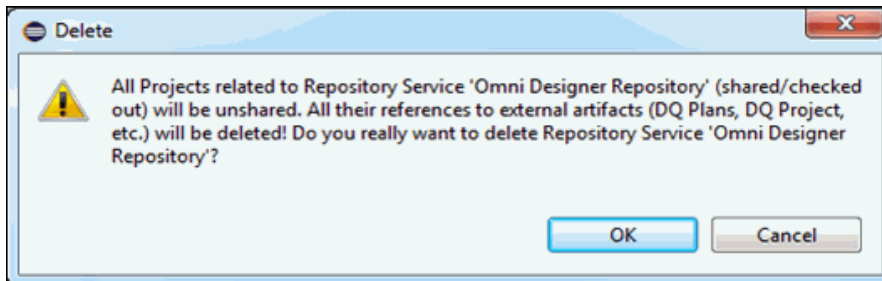 Delete
All Projects related to Repository Service 'Omni Designer Repository' (shared/checked
out) will be unshared. All their references to external artifacts (DQ Plans, DQ Project,
etc.) will be deleted! Do you really want to delete Repository Service 'Omni Designer
Repository'?
OK
Cancel